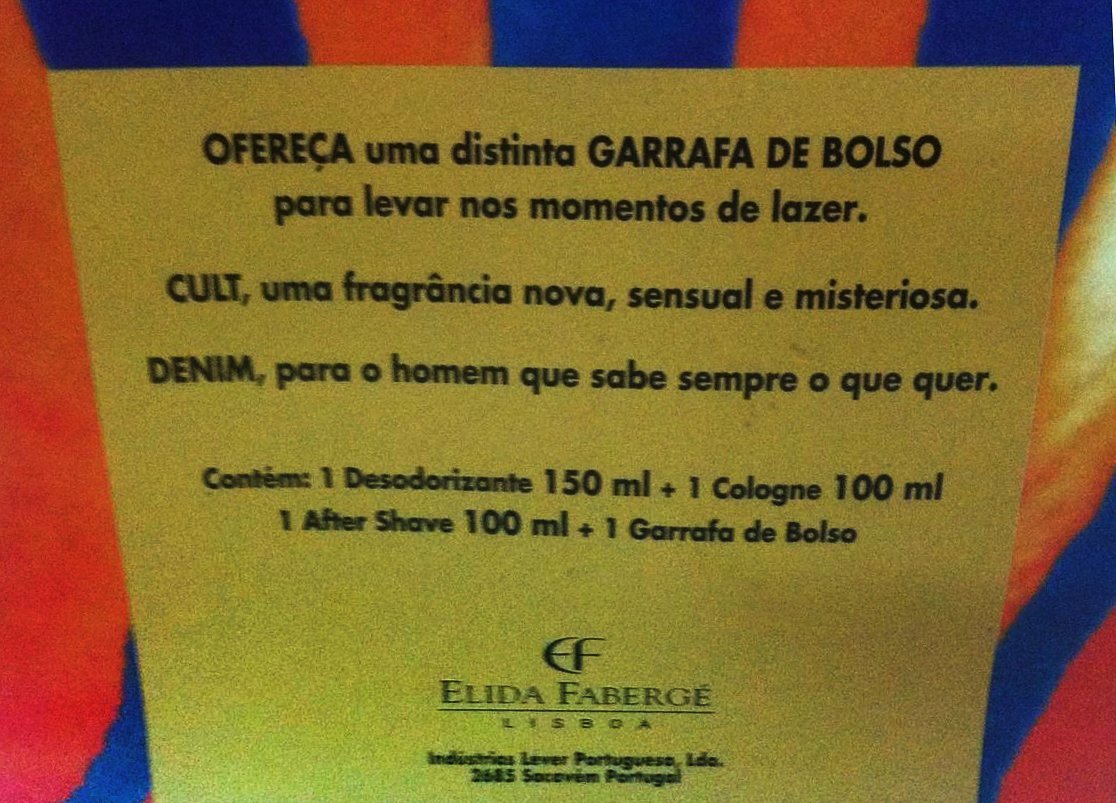 OFEREÇA uma distinta GARRAFA DE BOLSO
para levar nos momentos de lazer.
CULT, uma fragrância nova, sensual e misteriosa.
DENIM, para o homem que sabe sempre o que quer.
Contém: 1 Desodorizante 150 ml + 1 Cologne 100 ml
1 After Shave 100 ml + 1 Garrafa de Bolso
EF
ELIDA FABERGÉ
LISBOA
Indústrias Lever Portuguesa, Lda.
2685 Sacavém Portugal